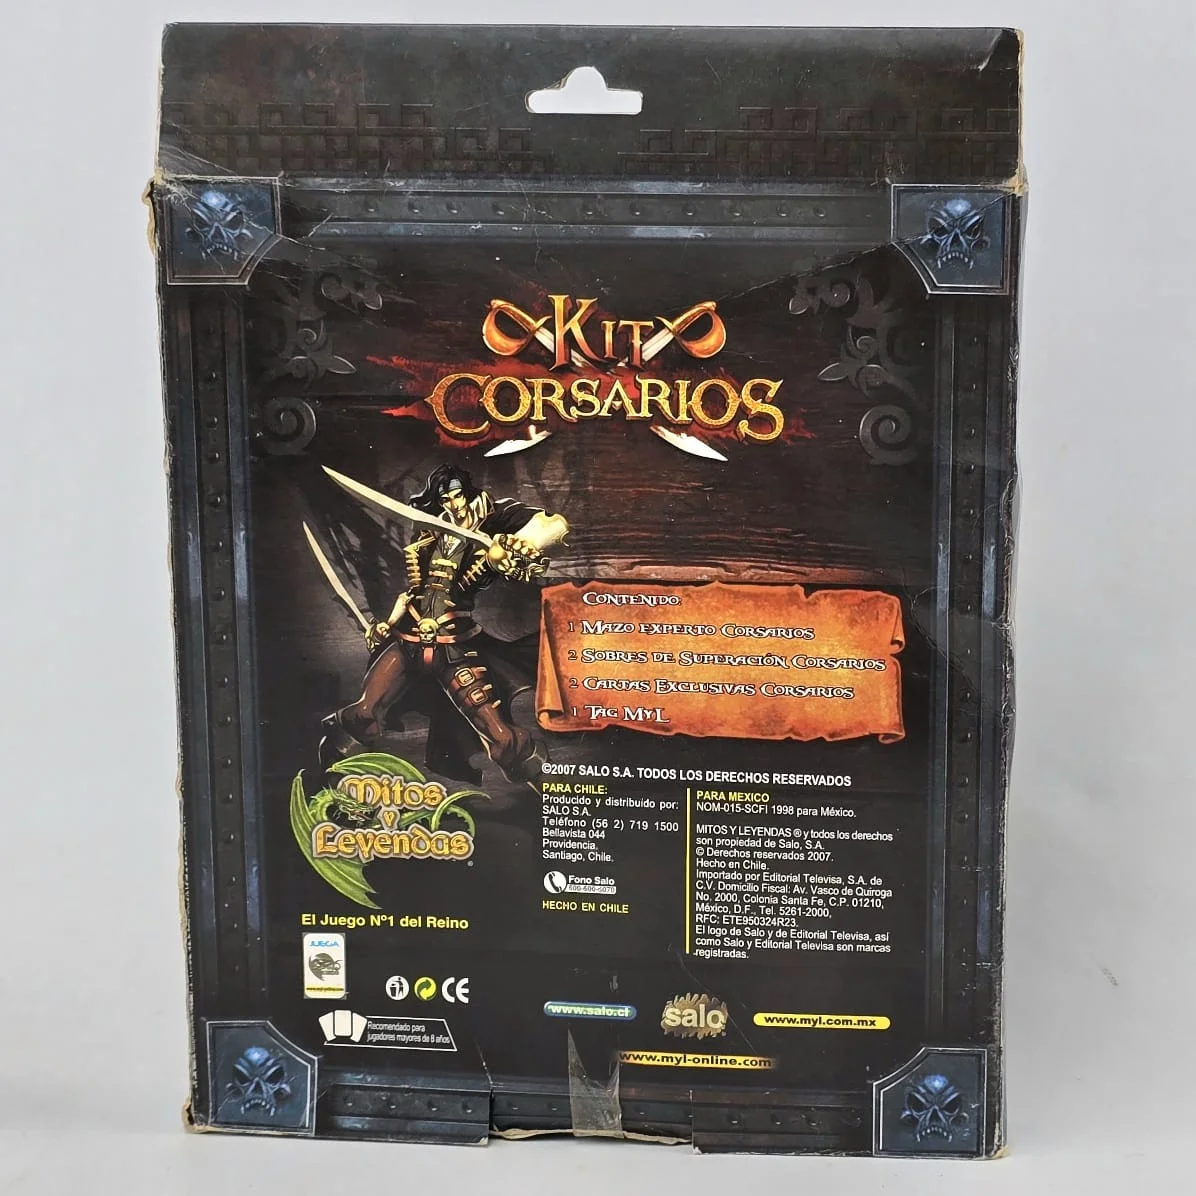 KIT
CORSARIOS
CONTENIDO:
1 MAZO EXPERTO CORSARIOS
2 SOBRES DE SUPERACIÓN CORSARIOS
2 CARTAS EXCLUSIVAS CORSARIOS
1 TAG MYL
Mitos
y
Leyendas
El Juego Nº1 del Reino
JUEGA
Recomendado para
jugadores mayores de 8 años
©2007 SALO S.A. TODOS LOS DERECHOS RESERVADOS
PARA CHILE:
Producido y distribuido por:
SALO S.A.
Teléfono (56 2) 719 1500
Bellavista 044
Providencia.
Santiago, Chile.
Fono Salo
600-600-5070
HECHO EN CHILE
PARA MEXICO
NOM-015-SCFI 1998 para México.
MITOS Y LEYENDAS ® y todos los derechos
son propiedad de Salo, S.A.
© Derechos reservados 2007.
Hecho en Chile.
Importado por Editorial Televisa, S.A. de
C.V. Domicilio Fiscal: Av. Vasco de Quiroga
No. 2000, Colonia Santa Fe, C.P. 01210,
México, D.F., Tel. 5261-2000,
RFC: ETE950324R23.
El logo de Salo y de Editorial Televisa, así
como Salo y Editorial Televisa son marcas
registradas.
CE
www.salo.cl
salo
www.myl.com.mx
www.myl-online.com